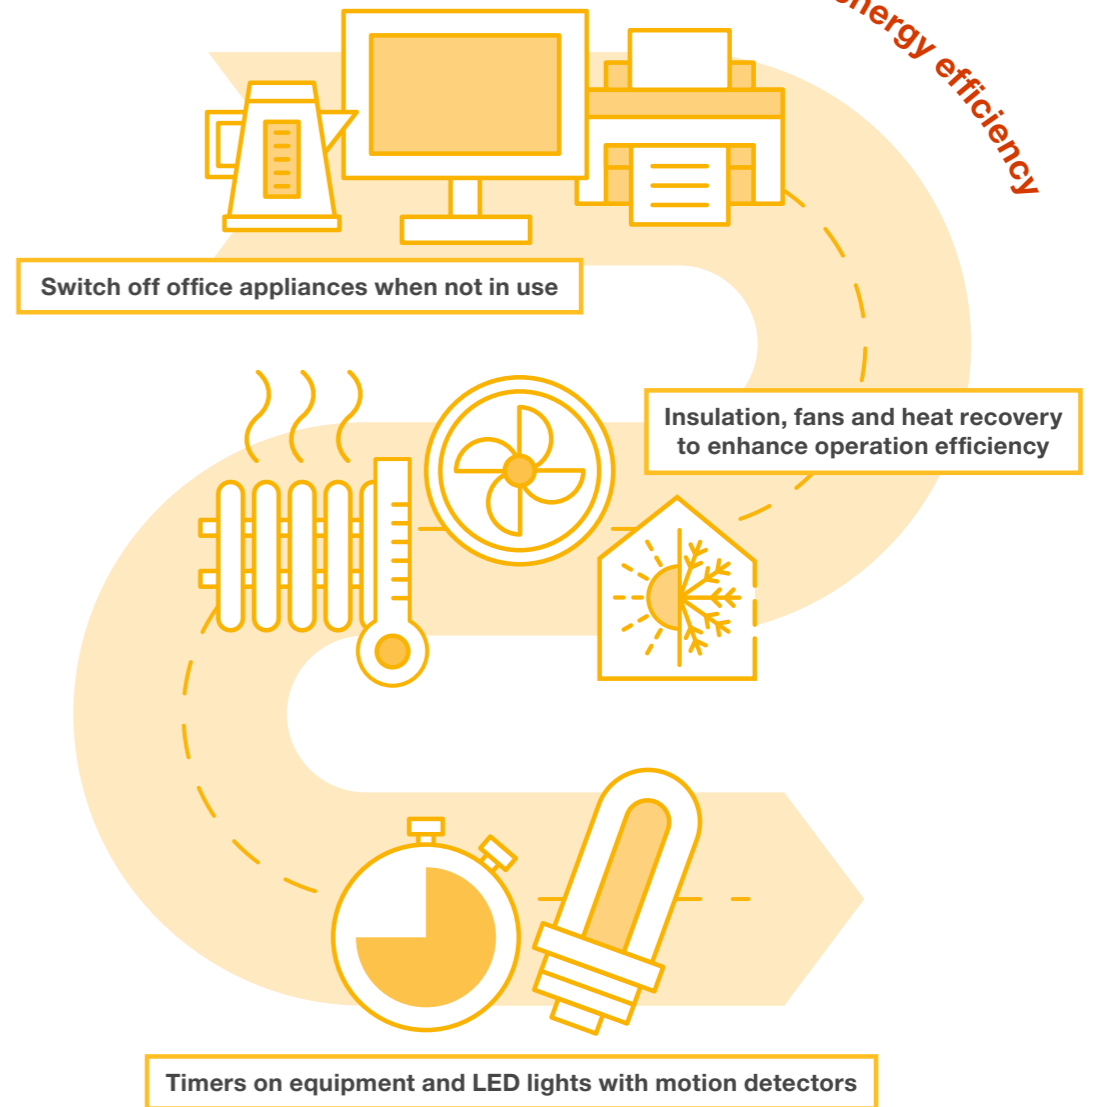 energy efficiency
Switch off office appliances when not in use
Insulation, fans and heat recovery
to enhance operation efficiency
Timers on equipment and LED lights with motion detectors